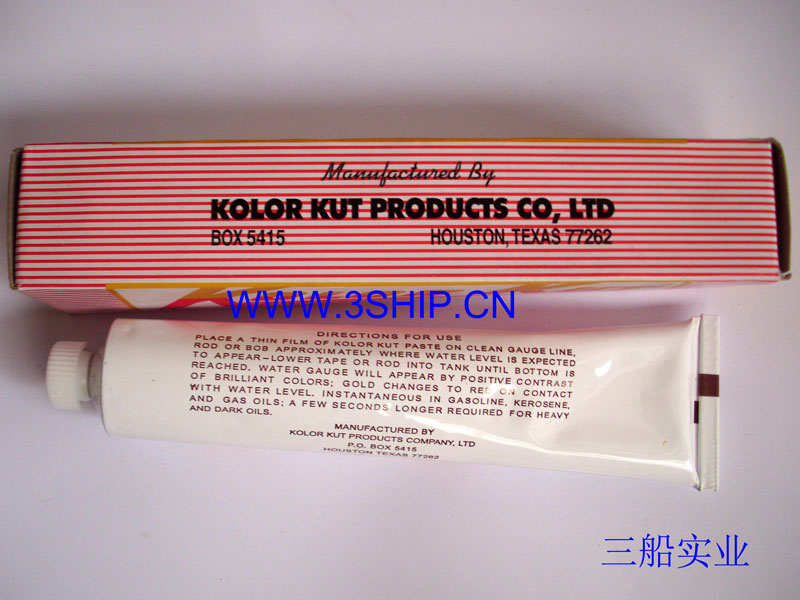 Manufactured By
KOLOR KUT PRODUCTS CO, LTD
BOX 5415 HOUSTON, TEXAS 77262
WWW.3SHIP.CN
DIRECTIONS FOR USE
PLACE A THIN FILM OF KOLOR KUT PASTE ON CLEAN GAUGE LINE,
ROD OR BOB APPROXIMATELY WHERE WATER LEVEL IS EXPECTED
TO APPEAR—LOWER TAPE OR ROD INTO TANK UNTIL BOTTOM IS
REACHED. WATER GAUGE WILL APPEAR BY POSITIVE CONTRAST
OF BRILLIANT COLORS; GOLD CHANGES TO RED ON CONTACT
WITH WATER LEVEL. INSTANTANEOUS IN GASOLINE, KEROSENE,
AND GAS OILS; A FEW SECONDS LONGER REQUIRED FOR HEAVY
AND DARK OILS.
MANUFACTURED BY
KOLOR KUT PRODUCTS COMPANY, LTD
P.O. BOX 5415
HOUSTON TEXAS 77262
三船实业